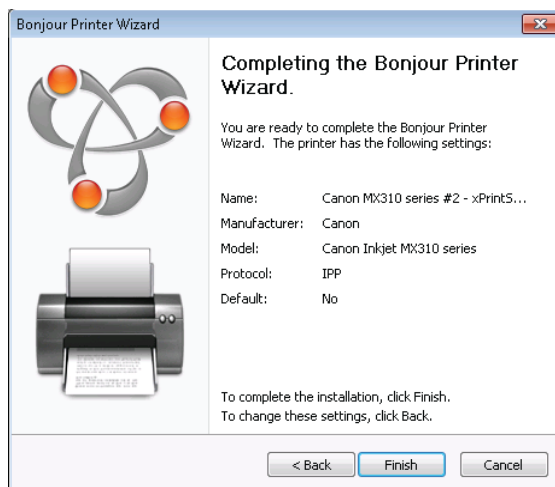 Bonjour Printer Wizard
Completing the Bonjour Printer
Wizard.
You are ready to complete the Bonjour Printer
Wizard. The printer has the following settings:
Name: Canon MX310 series #2 - xPrintS...
Manufacturer: Canon
Model: Canon Inkjet MX310 series
Protocol: IPP
Default: No
To complete the installation, click Finish.
To change these settings, click Back.
< Back Finish Cancel